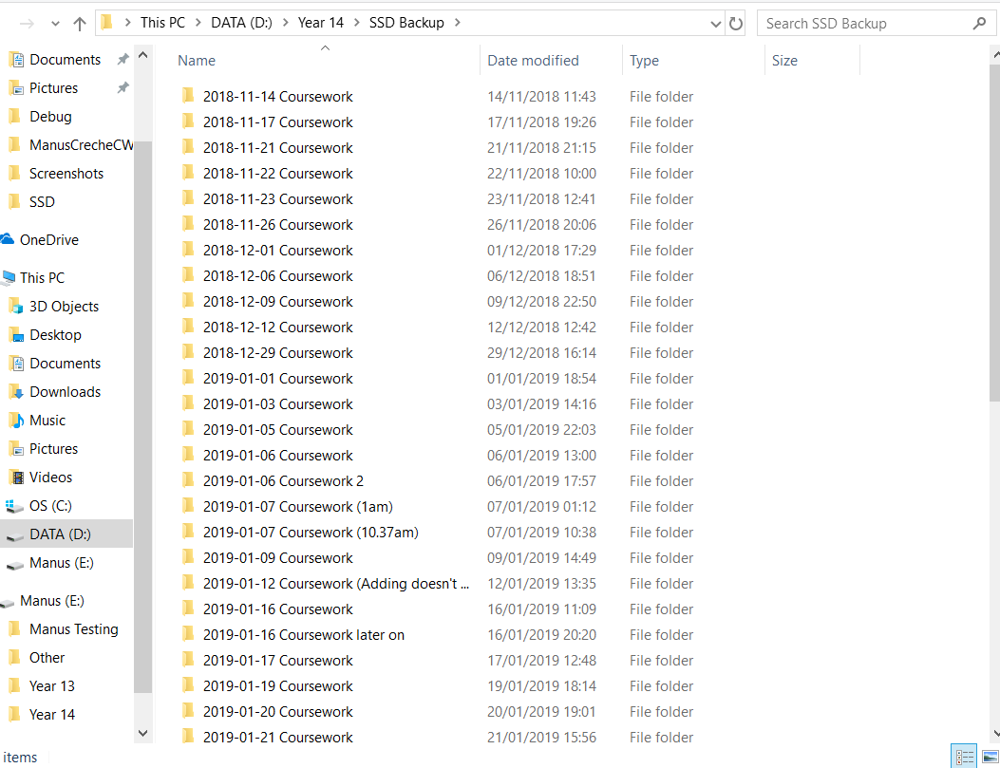 This PC > DATA (D:) > Year 14 > SSD Backup >
Search SSD Backup
Documents
Pictures
Debug
ManusCrecheCW
Screenshots
SSD
OneDrive
This PC
3D Objects
Desktop
Documents
Downloads
Music
Pictures
Videos
OS (C:)
DATA (D:)
Manus (E:)
Manus (E:)
Manus Testing
Other
Year 13
Year 14
Name Date modified Type Size
2018-11-14 Coursework 14/11/2018 11:43 File folder
2018-11-17 Coursework 17/11/2018 19:26 File folder
2018-11-21 Coursework 21/11/2018 21:15 File folder
2018-11-22 Coursework 22/11/2018 10:00 File folder
2018-11-23 Coursework 23/11/2018 12:41 File folder
2018-11-26 Coursework 26/11/2018 20:06 File folder
2018-12-01 Coursework 01/12/2018 17:29 File folder
2018-12-06 Coursework 06/12/2018 18:51 File folder
2018-12-09 Coursework 09/12/2018 22:50 File folder
2018-12-12 Coursework 12/12/2018 12:42 File folder
2018-12-29 Coursework 29/12/2018 16:14 File folder
2019-01-01 Coursework 01/01/2019 18:54 File folder
2019-01-03 Coursework 03/01/2019 14:16 File folder
2019-01-05 Coursework 05/01/2019 22:03 File folder
2019-01-06 Coursework 06/01/2019 13:00 File folder
2019-01-06 Coursework 2 06/01/2019 17:57 File folder
2019-01-07 Coursework (1am) 07/01/2019 01:12 File folder
2019-01-07 Coursework (10.37am) 07/01/2019 10:38 File folder
2019-01-09 Coursework 09/01/2019 14:49 File folder
2019-01-12 Coursework (Adding doesn't ... 12/01/2019 13:35 File folder
2019-01-16 Coursework 16/01/2019 11:09 File folder
2019-01-16 Coursework later on 16/01/2019 20:20 File folder
2019-01-17 Coursework 17/01/2019 12:48 File folder
2019-01-19 Coursework 19/01/2019 18:14 File folder
2019-01-20 Coursework 20/01/2019 19:01 File folder
2019-01-21 Coursework 21/01/2019 15:56 File folder
items